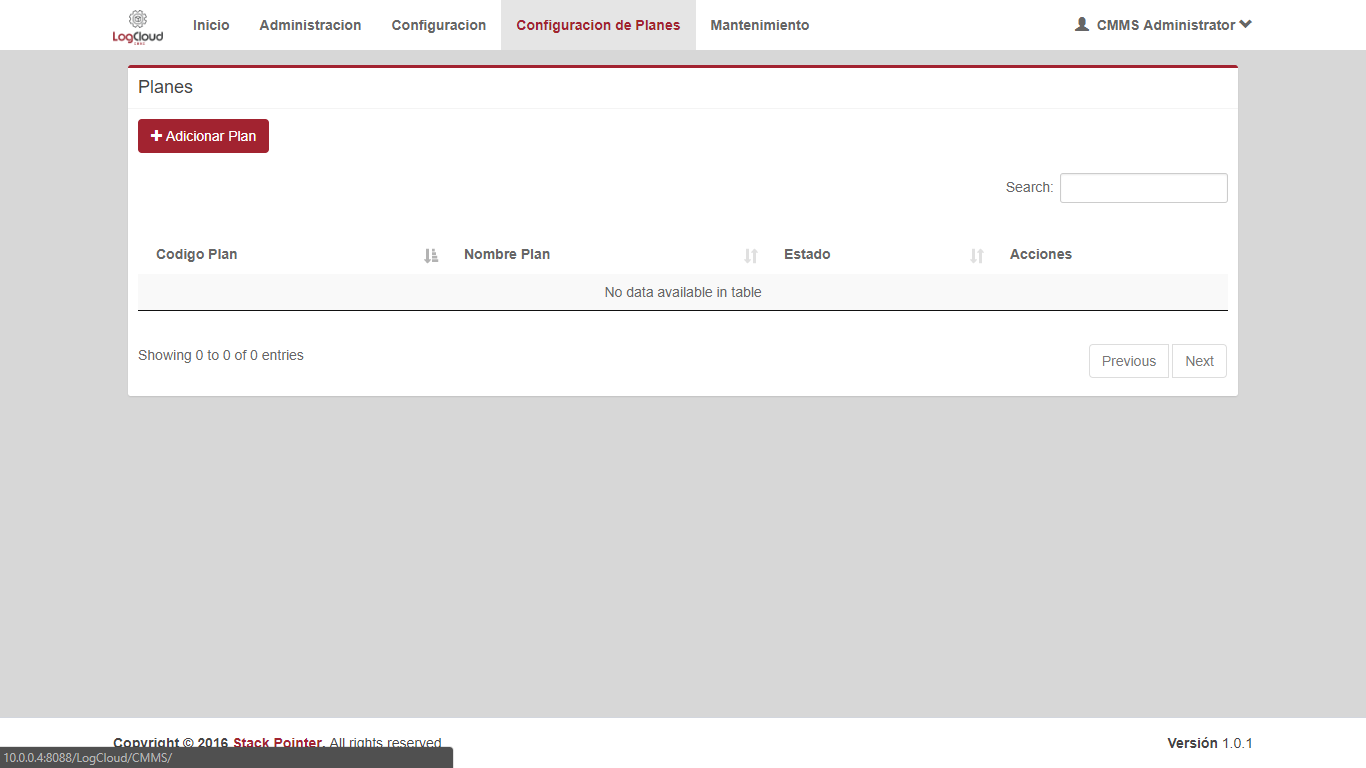 LogCloud
CMMS
Inicio Administracion Configuracion Configuracion de Planes Mantenimiento CMMS Administrator
Planes
Adicionar Plan
Search:
Codigo Plan Nombre Plan Estado Acciones
No data available in table
Showing 0 to 0 of 0 entries
Previous Next
Copyright © 2016 Stack Pointer. All rights reserved Versión 1.0.1
10.0.0.4:8088/LogCloud/CMMS/